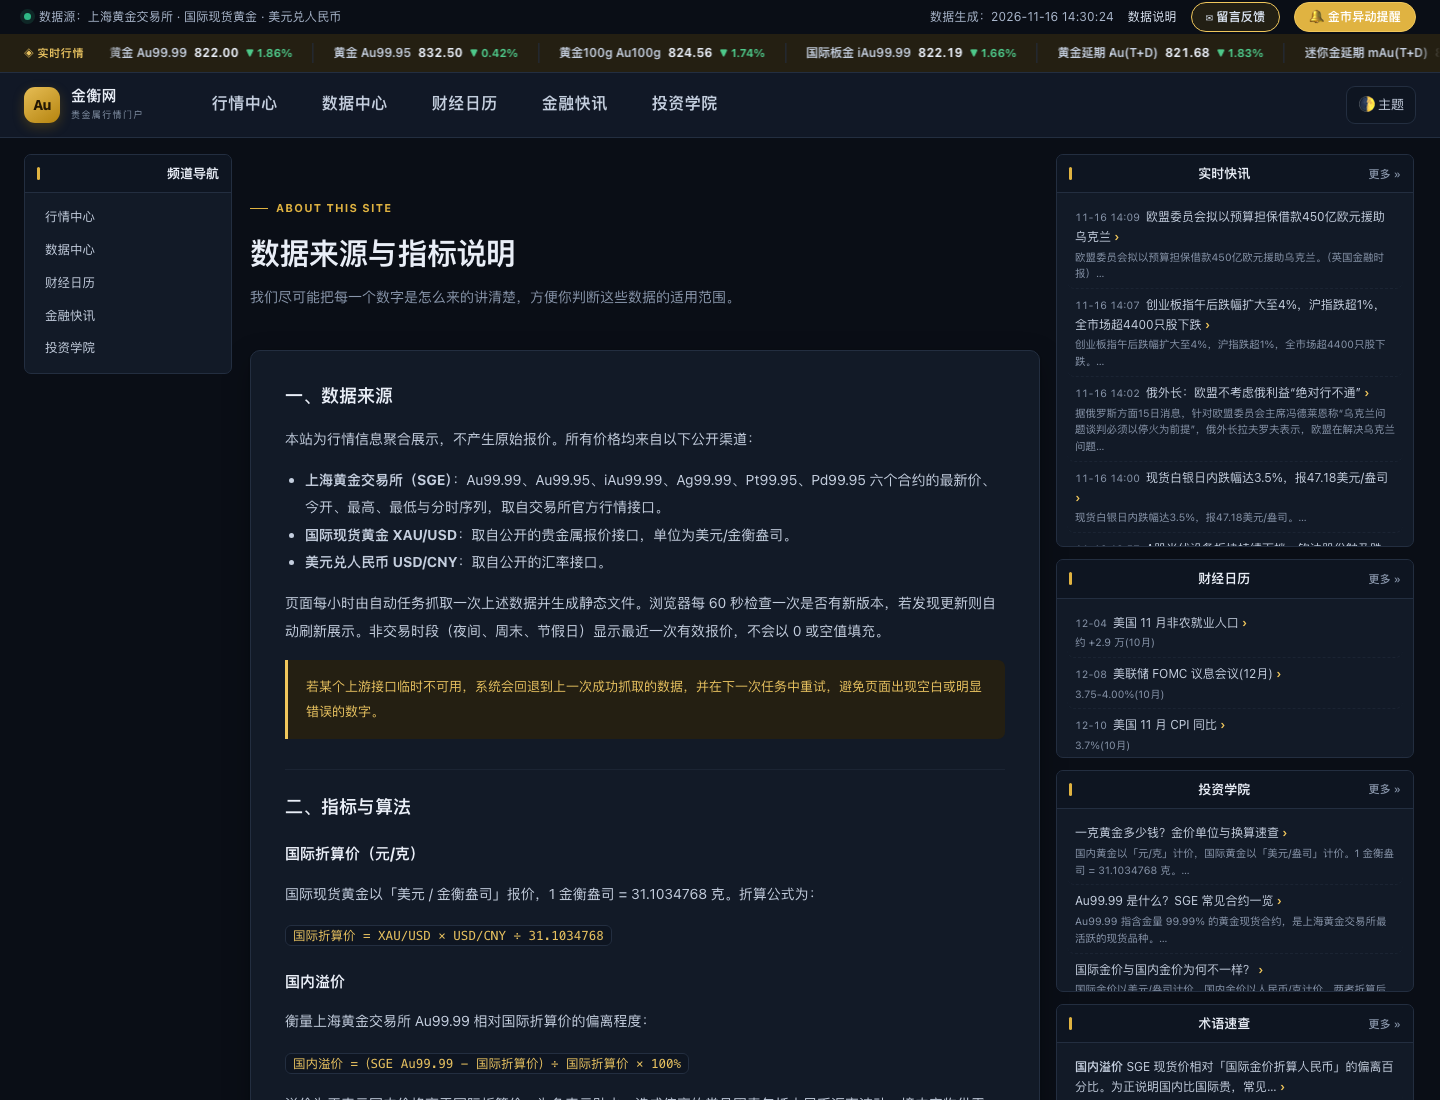 数据源：上海黄金交易所 · 国际现货黄金 · 美元兑人民币
数据生成：2026-11-16 14:30:24 数据说明 ✉ 留言反馈 🔔 金市异动提醒
◈ 实时行情 黄金 Au99.99 822.00 ▼1.86% 黄金 Au99.95 832.50 ▼0.42% 黄金100g Au100g 824.56 ▼1.74% 国际板金 iAu99.99 822.19 ▼1.66% 黄金延期 Au(T+D) 821.68 ▼1.83% 迷你金延期 mAu(T+D)
Au 金衡网
贵金属行情门户
行情中心 数据中心 财经日历 金融快讯 投资学院
🌗主题
频道导航
行情中心
数据中心
财经日历
金融快讯
投资学院
ABOUT THIS SITE
数据来源与指标说明
我们尽可能把每一个数字是怎么来的讲清楚，方便你判断这些数据的适用范围。
一、数据来源
本站为行情信息聚合展示，不产生原始报价。所有价格均来自以下公开渠道：
• 上海黄金交易所（SGE）：Au99.99、Au99.95、iAu99.99、Ag99.99、Pt99.95、Pd99.95 六个合约的最新价、
今开、最高、最低与分时序列，取自交易所官方行情接口。
• 国际现货黄金 XAU/USD：取自公开的贵金属报价接口，单位为美元/金衡盎司。
• 美元兑人民币 USD/CNY：取自公开的汇率接口。
页面每小时由自动任务抓取一次上述数据并生成静态文件。浏览器每 60 秒检查一次是否有新版本，若发现更新则自
动刷新展示。非交易时段（夜间、周末、节假日）显示最近一次有效报价，不会以 0 或空值填充。
若某个上游接口临时不可用，系统会回退到上一次成功抓取的数据，并在下一次任务中重试，避免页面出现空白或明显
错误的数字。
二、指标与算法
国际折算价（元/克）
国际现货黄金以「美元 / 金衡盎司」报价，1 金衡盎司 = 31.1034768 克。折算公式为：
国际折算价 = XAU/USD × USD/CNY ÷ 31.1034768
国内溢价
衡量上海黄金交易所 Au99.99 相对国际折算价的偏离程度：
国内溢价 =（SGE Au99.99 − 国际折算价）÷ 国际折算价 × 100%
实时快讯 更多 »
11-16 14:09 欧盟委员会拟以预算担保借款450亿欧元援助
乌克兰 ›
欧盟委员会拟以预算担保借款450亿欧元援助乌克兰。（英国金融时
报）...
11-16 14:07 创业板指午后跌幅扩大至4%，沪指跌超1%，
全市场超4400只股下跌 ›
创业板指午后跌幅扩大至4%，沪指跌超1%，全市场超4400只股下
跌。...
11-16 14:02 俄外长：欧盟不考虑俄利益“绝对行不通” ›
据俄罗斯方面15日消息，针对欧盟委员会主席冯德莱恩称“乌克兰问
题谈判必须以停火为前提”，俄外长拉夫罗夫表示，欧盟在解决乌克兰
问题...
11-16 14:00 现货白银日内跌幅达3.5%，报47.18美元/盎司
›
现货白银日内跌幅达3.5%，报47.18美元/盎司。...
财经日历 更多 »
12-04 美国 11 月非农就业人口 ›
约 +2.9 万(10月)
12-08 美联储 FOMC 议息会议(12月) ›
3.75-4.00%(10月)
12-10 美国 11 月 CPI 同比 ›
3.7%(10月)
投资学院 更多 »
一克黄金多少钱？金价单位与换算速查 ›
国内黄金以「元/克」计价，国际黄金以「美元/盎司」计价。1 金衡盎
司 = 31.1034768 克。...
Au99.99 是什么？SGE 常见合约一览 ›
Au99.99 指含金量 99.99% 的黄金现货合约，是上海黄金交易所最
活跃的现货品种。...
国际金价与国内金价为何不一样？ ›
国际金价以美元/盎司计价，国内金价以人民币/克计价，两者折算后
术语速查 更多 »
国内溢价 SGE 现货价相对「国际金价折算人民币」的偏离百
分比。为正说明国内比国际贵，常见... ›